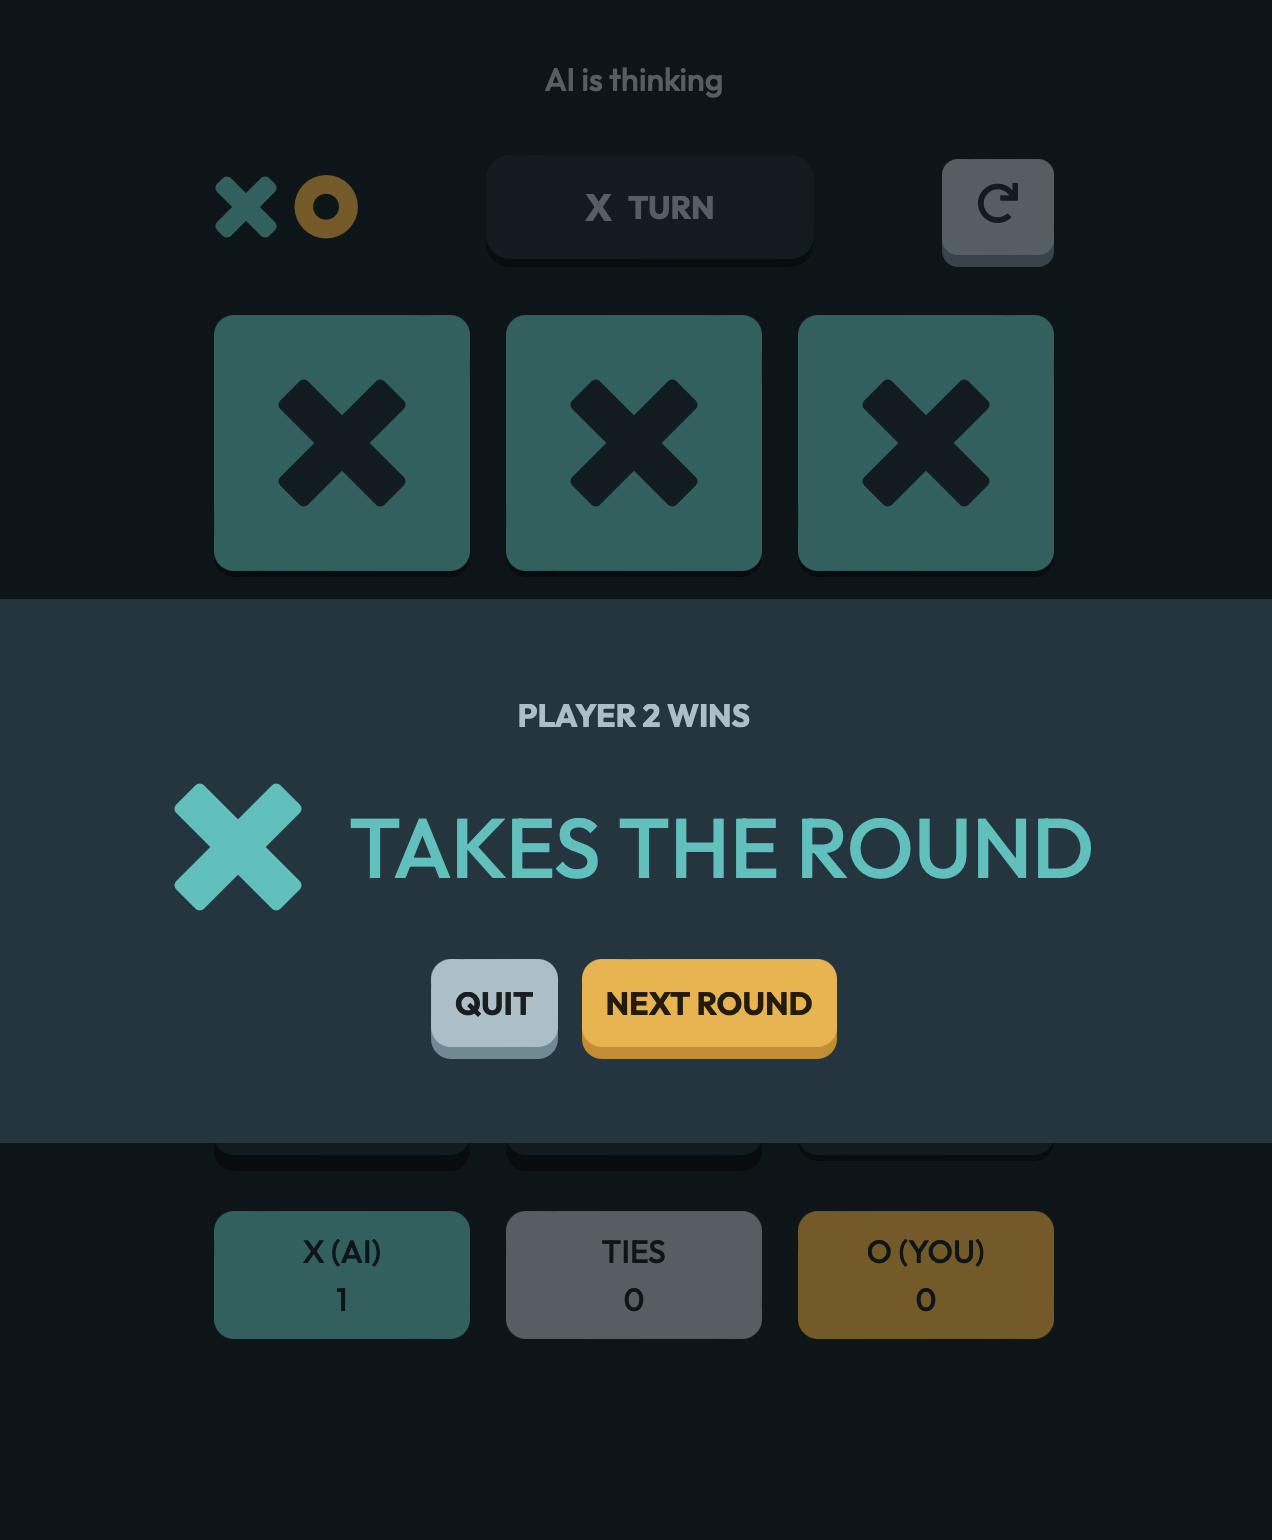 AI is thinking
X TURN
PLAYER 2 WINS
TAKES THE ROUND
QUIT
NEXT ROUND
X (AI)
1
TIES
0
O (YOU)
0